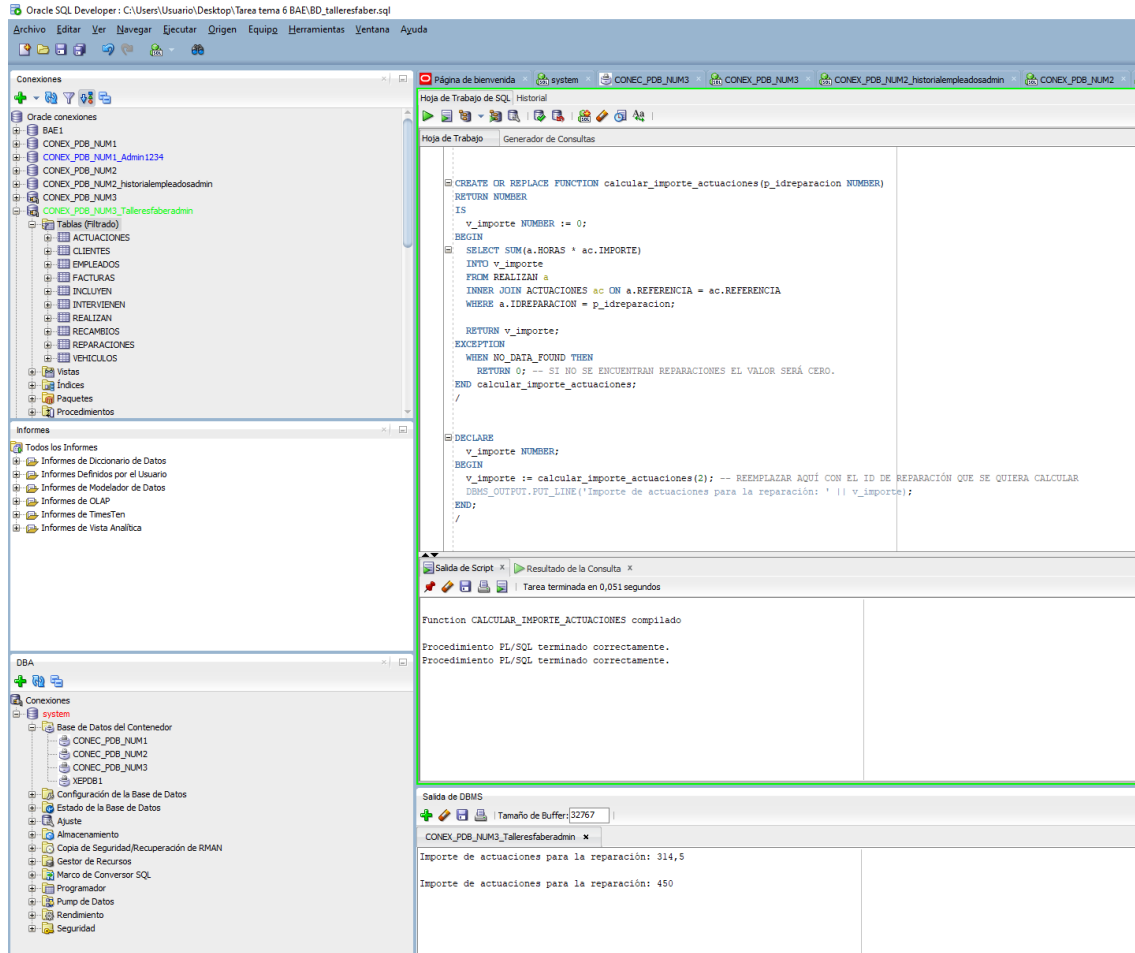 Oracle SQL Developer : C:\Users\Usuario\Desktop\Tarea tema 6 BAE\BD_talleresfaber.sql
Archivo Editar Ver Navegar Ejecutar Origen Equipo Herramientas Ventana Ayuda
Conexiones
Oracle conexiones
BAE1
CONEX_PDB_NUM1
CONEX_PDB_NUM1_Admin1234
CONEX_PDB_NUM2
CONEX_PDB_NUM2_historialempleadosadmin
CONEX_PDB_NUM3
CONEX_PDB_NUM3_Talleresfaberadmin
Tablas (Filtrado)
ACTUACIONES
CLIENTES
EMPLEADOS
FACTURAS
INCLUYEN
INTERVIENEN
REALIZAN
RECAMBIOS
REPARACIONES
VEHICULOS
Vistas
Índices
Paquetes
Procedimientos
Informes
Todos los Informes
Informes de Diccionario de Datos
Informes Definidos por el Usuario
Informes de Modelador de Datos
Informes de OLAP
Informes de TimesTen
Informes de Vista Analítica
DBA
Conexiones
system
Base de Datos del Contenedor
CONEC_PDB_NUM1
CONEC_PDB_NUM2
CONEC_PDB_NUM3
XEPDB1
Configuración de la Base de Datos
Estado de la Base de Datos
Ajuste
Almacenamiento
Copia de Seguridad/Recuperación de RMAN
Gestor de Recursos
Marco de Conversor SQL
Programador
Pump de Datos
Rendimiento
Seguridad
Página de bienvenida system CONEC_PDB_NUM3 CONEX_PDB_NUM3 CONEX_PDB_NUM2_historialempleadosadmin CONEX_PDB_NUM2
Hoja de Trabajo de SQL Historial
Hoja de Trabajo Generador de Consultas
CREATE OR REPLACE FUNCTION calcular_importe_actuaciones(p_idreparacion NUMBER)
RETURN NUMBER
IS
v_importe NUMBER := 0;
BEGIN
SELECT SUM(a.HORAS * ac.IMPORTE)
INTO v_importe
FROM REALIZAN a
INNER JOIN ACTUACIONES ac ON a.REFERENCIA = ac.REFERENCIA
WHERE a.IDREPARACION = p_idreparacion;
RETURN v_importe;
EXCEPTION
WHEN NO_DATA_FOUND THEN
RETURN 0; -- SI NO SE ENCUENTRAN REPARACIONES EL VALOR SERÁ CERO.
END calcular_importe_actuaciones;
/
DECLARE
v_importe NUMBER;
BEGIN
v_importe := calcular_importe_actuaciones(2); -- REEMPLAZAR AQUÍ CON EL ID DE REPARACIÓN QUE SE QUIERA CALCULAR
DBMS_OUTPUT.PUT_LINE('Importe de actuaciones para la reparación: ' || v_importe);
END;
/
Salida de Script x Resultado de la Consulta x
Tarea terminada en 0,051 segundos
Function CALCULAR_IMPORTE_ACTUACIONES compilado
Procedimiento PL/SQL terminado correctamente.
Procedimiento PL/SQL terminado correctamente.
Salida de DBMS
Tamaño de Buffer: 32767
CONEX_PDB_NUM3_Talleresfaberadmin x
Importe de actuaciones para la reparación: 314,5
Importe de actuaciones para la reparación: 450